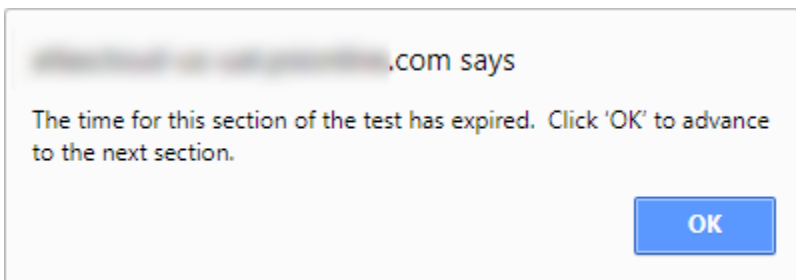 .com says
The time for this section of the test has expired.  Click ‘OK’ to advance
to the next section.
OK